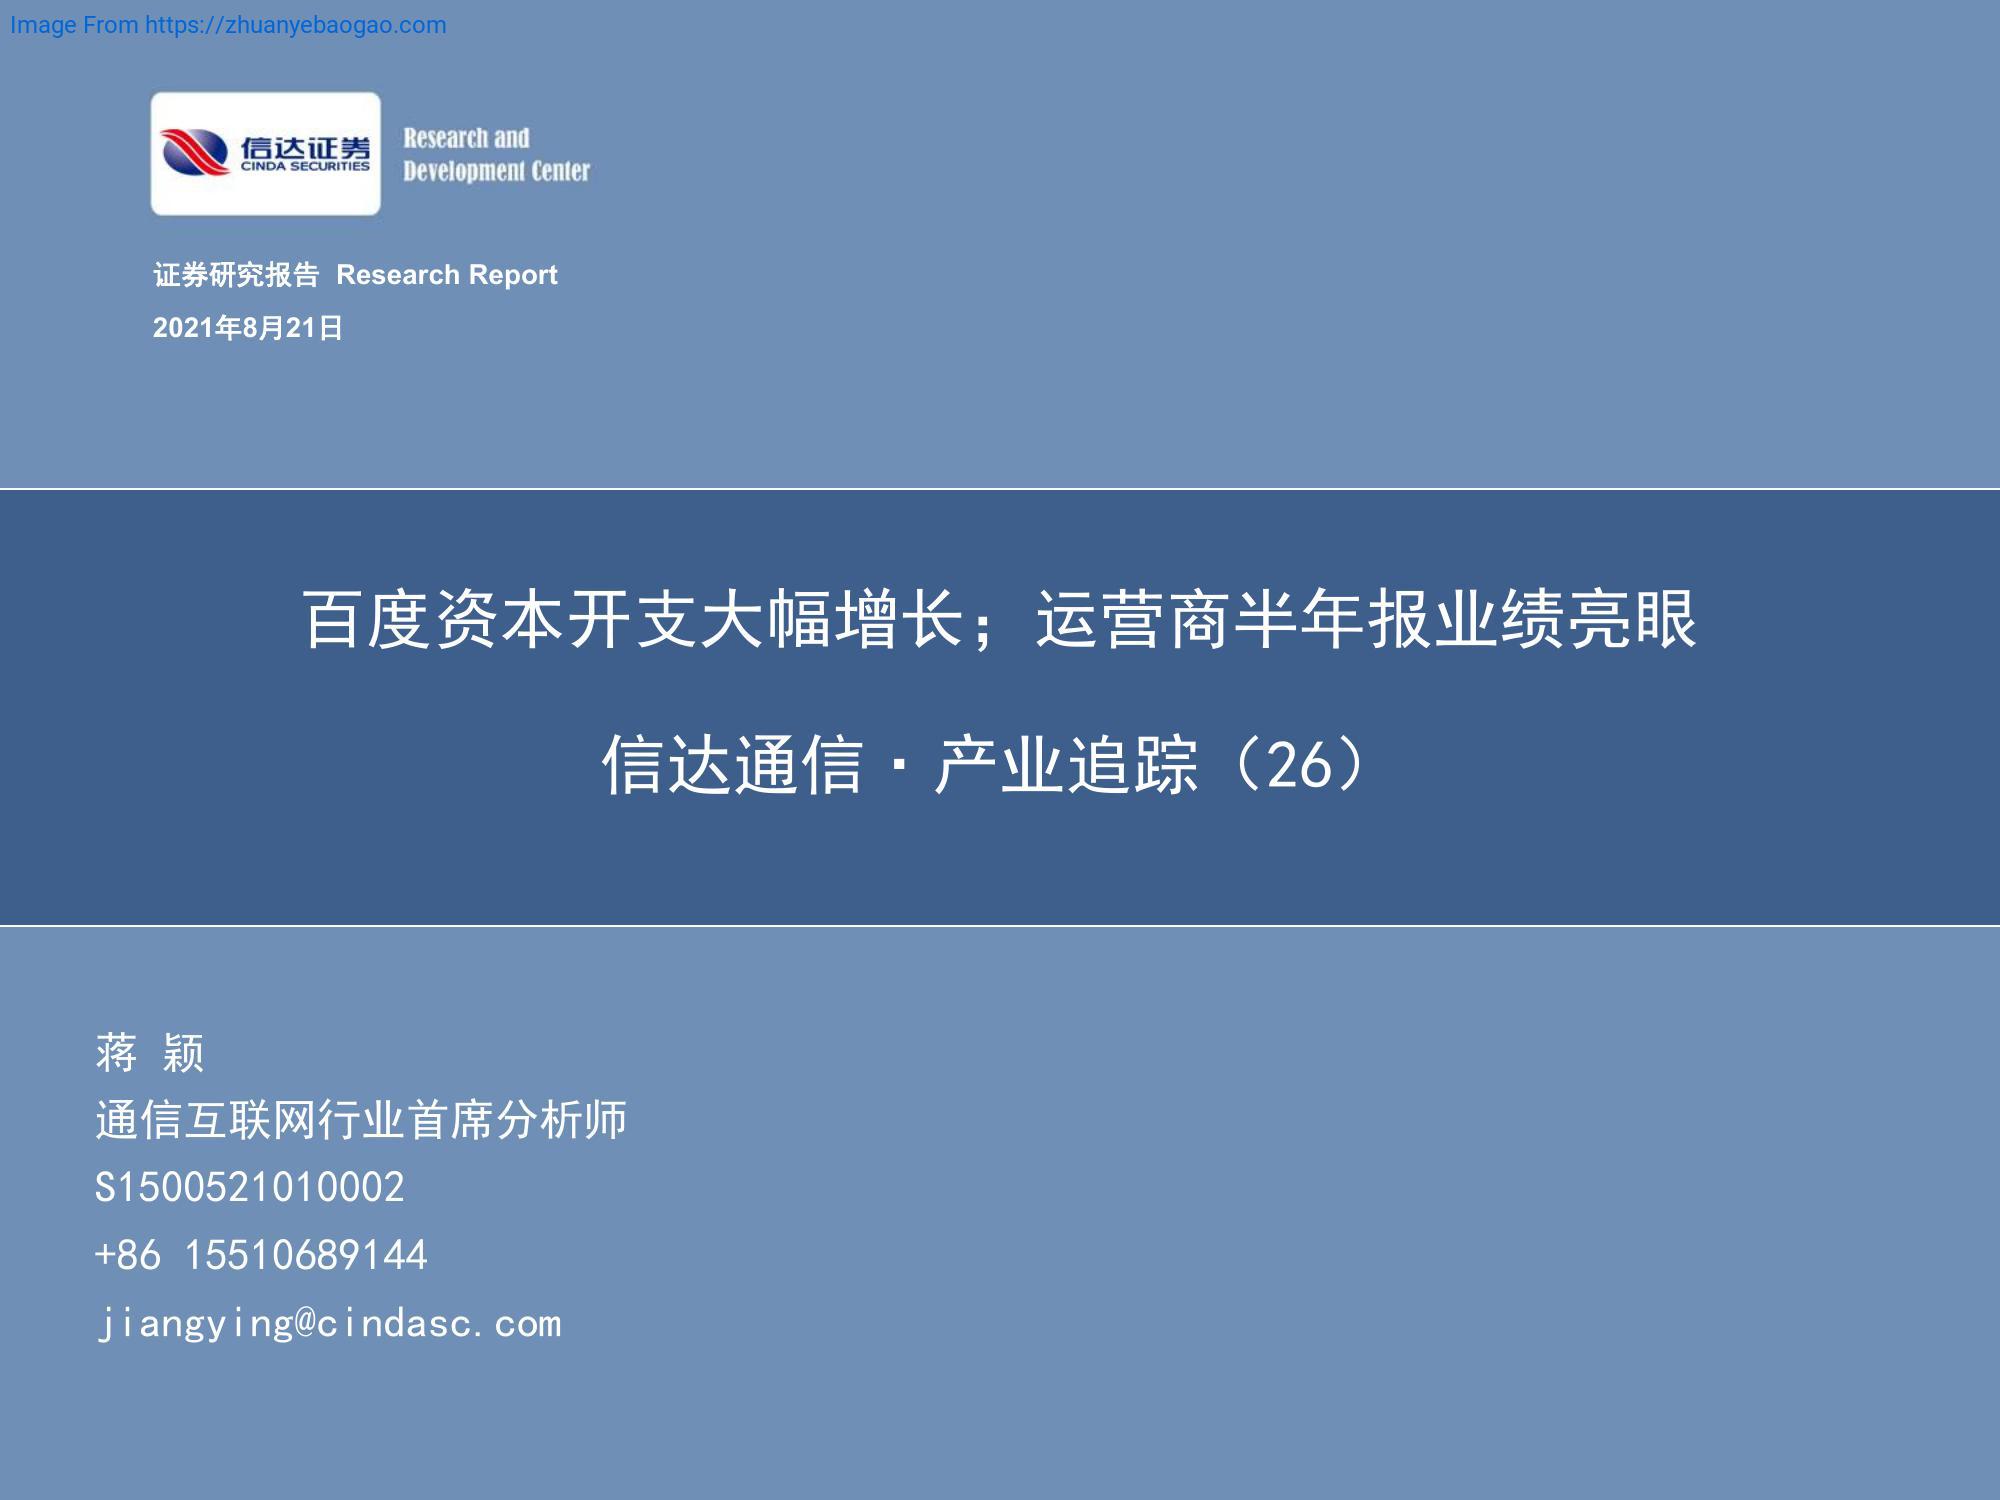 Image From https://zhuanyebaogao.com
信达证券
CINDA SECURITIES
Research and
Development Center
证券研究报告 Research Report
2021年8月21日
百度资本开支大幅增长；运营商半年报业绩亮眼
信达通信·产业追踪（26）
蒋 颖
通信互联网行业首席分析师
S1500521010002
+86 15510689144
jiangying@cindasc.com